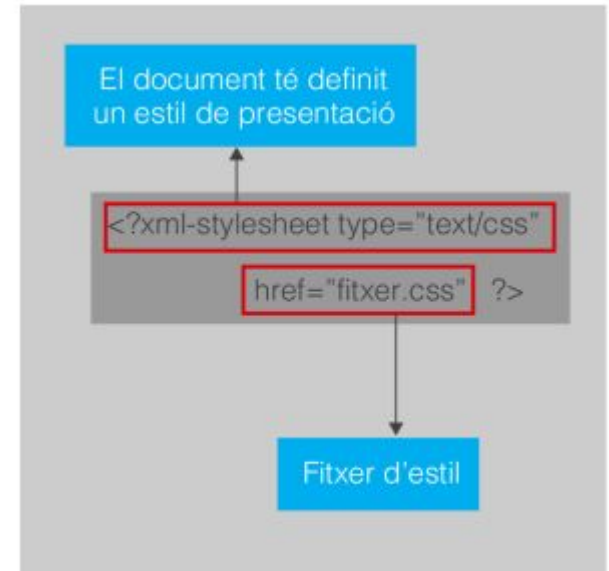 El document té definit
un estil de presentació
<?xml-stylesheet type="text/css"
href="fitxer.css" ?>
Fitxer d'estil